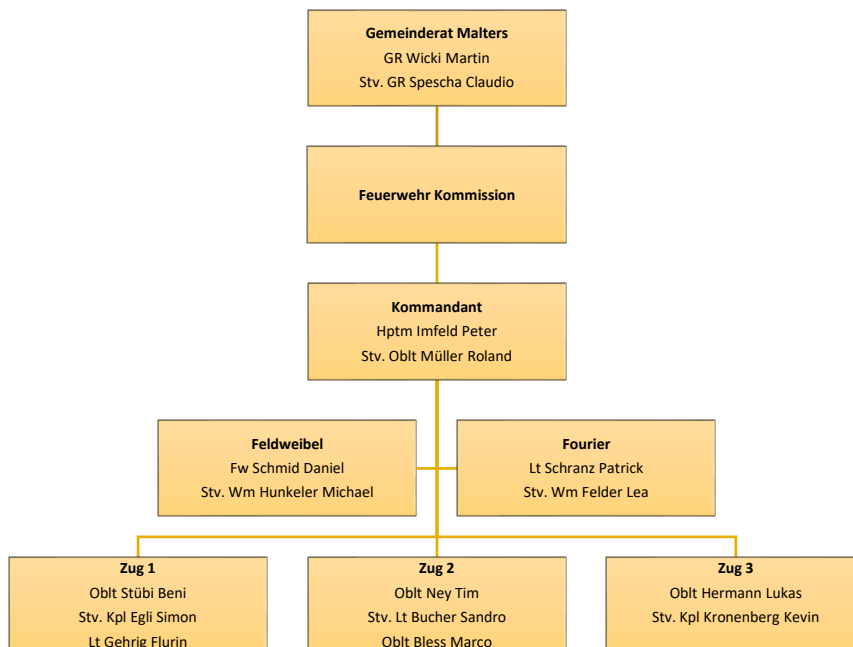 Gemeinderat Malters
GR Wicki Martin
Stv. GR Spescha Claudio
Feuerwehr Kommission
Kommandant
Hptm Imfeld Peter
Stv. Oblt Müller Roland
Feldweibel
Fw Schmid Daniel
Stv. Wm Hunkeler Michael
Fourier
Lt Schranz Patrick
Stv. Wm Felder Lea
Zug 1
Oblt Stübi Beni
Stv. Kpl Egli Simon
Lt Gehrig Flurin
Zug 2
Oblt Ney Tim
Stv. Lt Bucher Sandro
Oblt Bless Marco
Zug 3
Oblt Hermann Lukas
Stv. Kpl Kronenberg Kevin